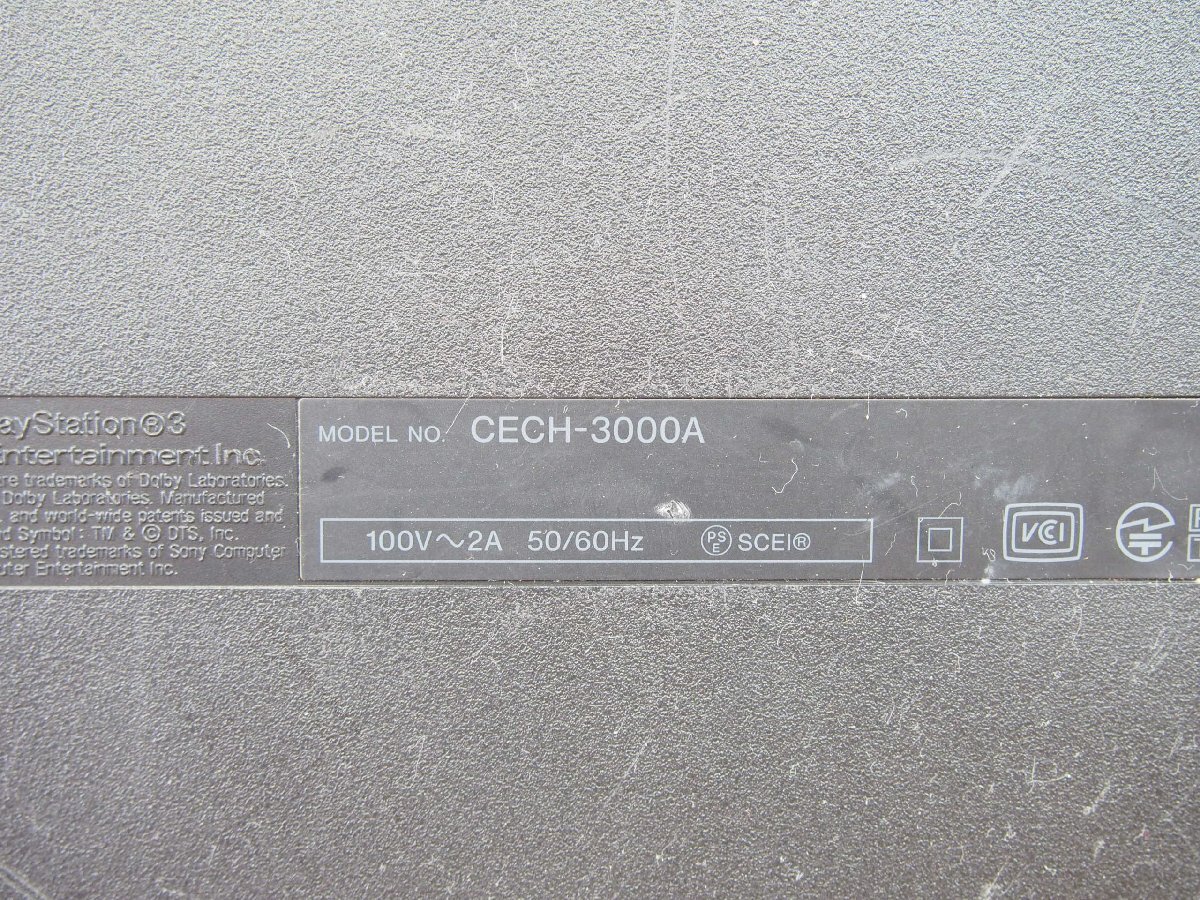 ayStation®3
Entertainment Inc.
are trademarks of Dolby Laboratories.
Dolby Laboratories. Manufactured
and world-wide patents issued and
d Symbol: TM & © DTS, Inc.
stered trademarks of Sony Computer
uter Entertainment Inc.
MODEL NO. CECH-3000A
100V～2A 50/60Hz PSE SCEI®
VCCI